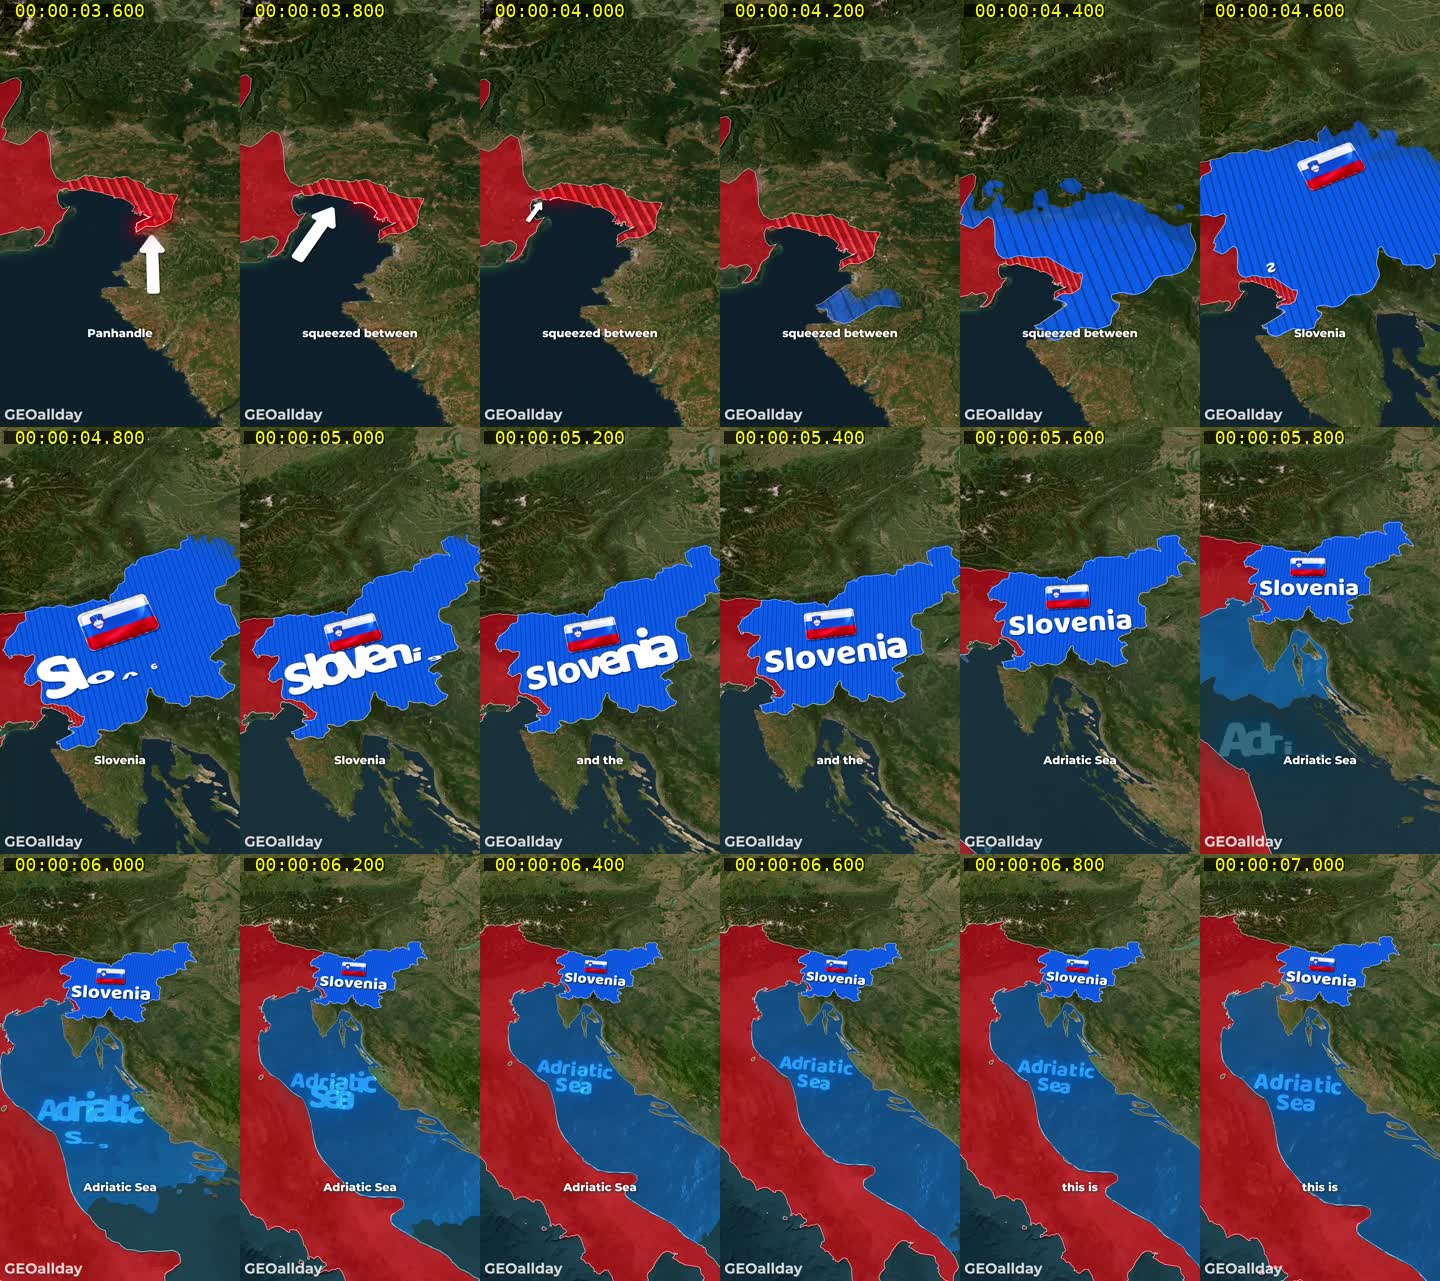 00:00:03.600
00:00:03.800
00:00:04.000
00:00:04.200
00:00:04.400
00:00:04.600
Panhandle
squeezed between
squeezed between
squeezed between
squeezed between
Slovenia
GEOallday
GEOallday
GEOallday
GEOallday
GEOallday
GEOallday
00:00:04.800
00:00:05.000
00:00:05.200
00:00:05.400
00:00:05.600
00:00:05.800
Slo
sloveni
Slovenia
Slovenia
Slovenia
Slovenia
Adri
Slovenia
Slovenia
and the
and the
Adriatic Sea
Adriatic Sea
GEOallday
GEOallday
GEOallday
GEOallday
GEOallday
GEOallday
00:00:06.000
00:00:06.200
00:00:06.400
00:00:06.600
00:00:06.800
00:00:07.000
Slovenia
Slovenia
Slovenia
Slovenia
Slovenia
Slovenia
Adriatic
S
Adriatic
Sea
Adriatic
Sea
Adriatic
Sea
Adriatic
Sea
Adriatic
Sea
Adriatic Sea
Adriatic Sea
Adriatic Sea
this is
this is
GEOallday
GEOallday
GEOallday
GEOallday
GEOallday
GEOallday